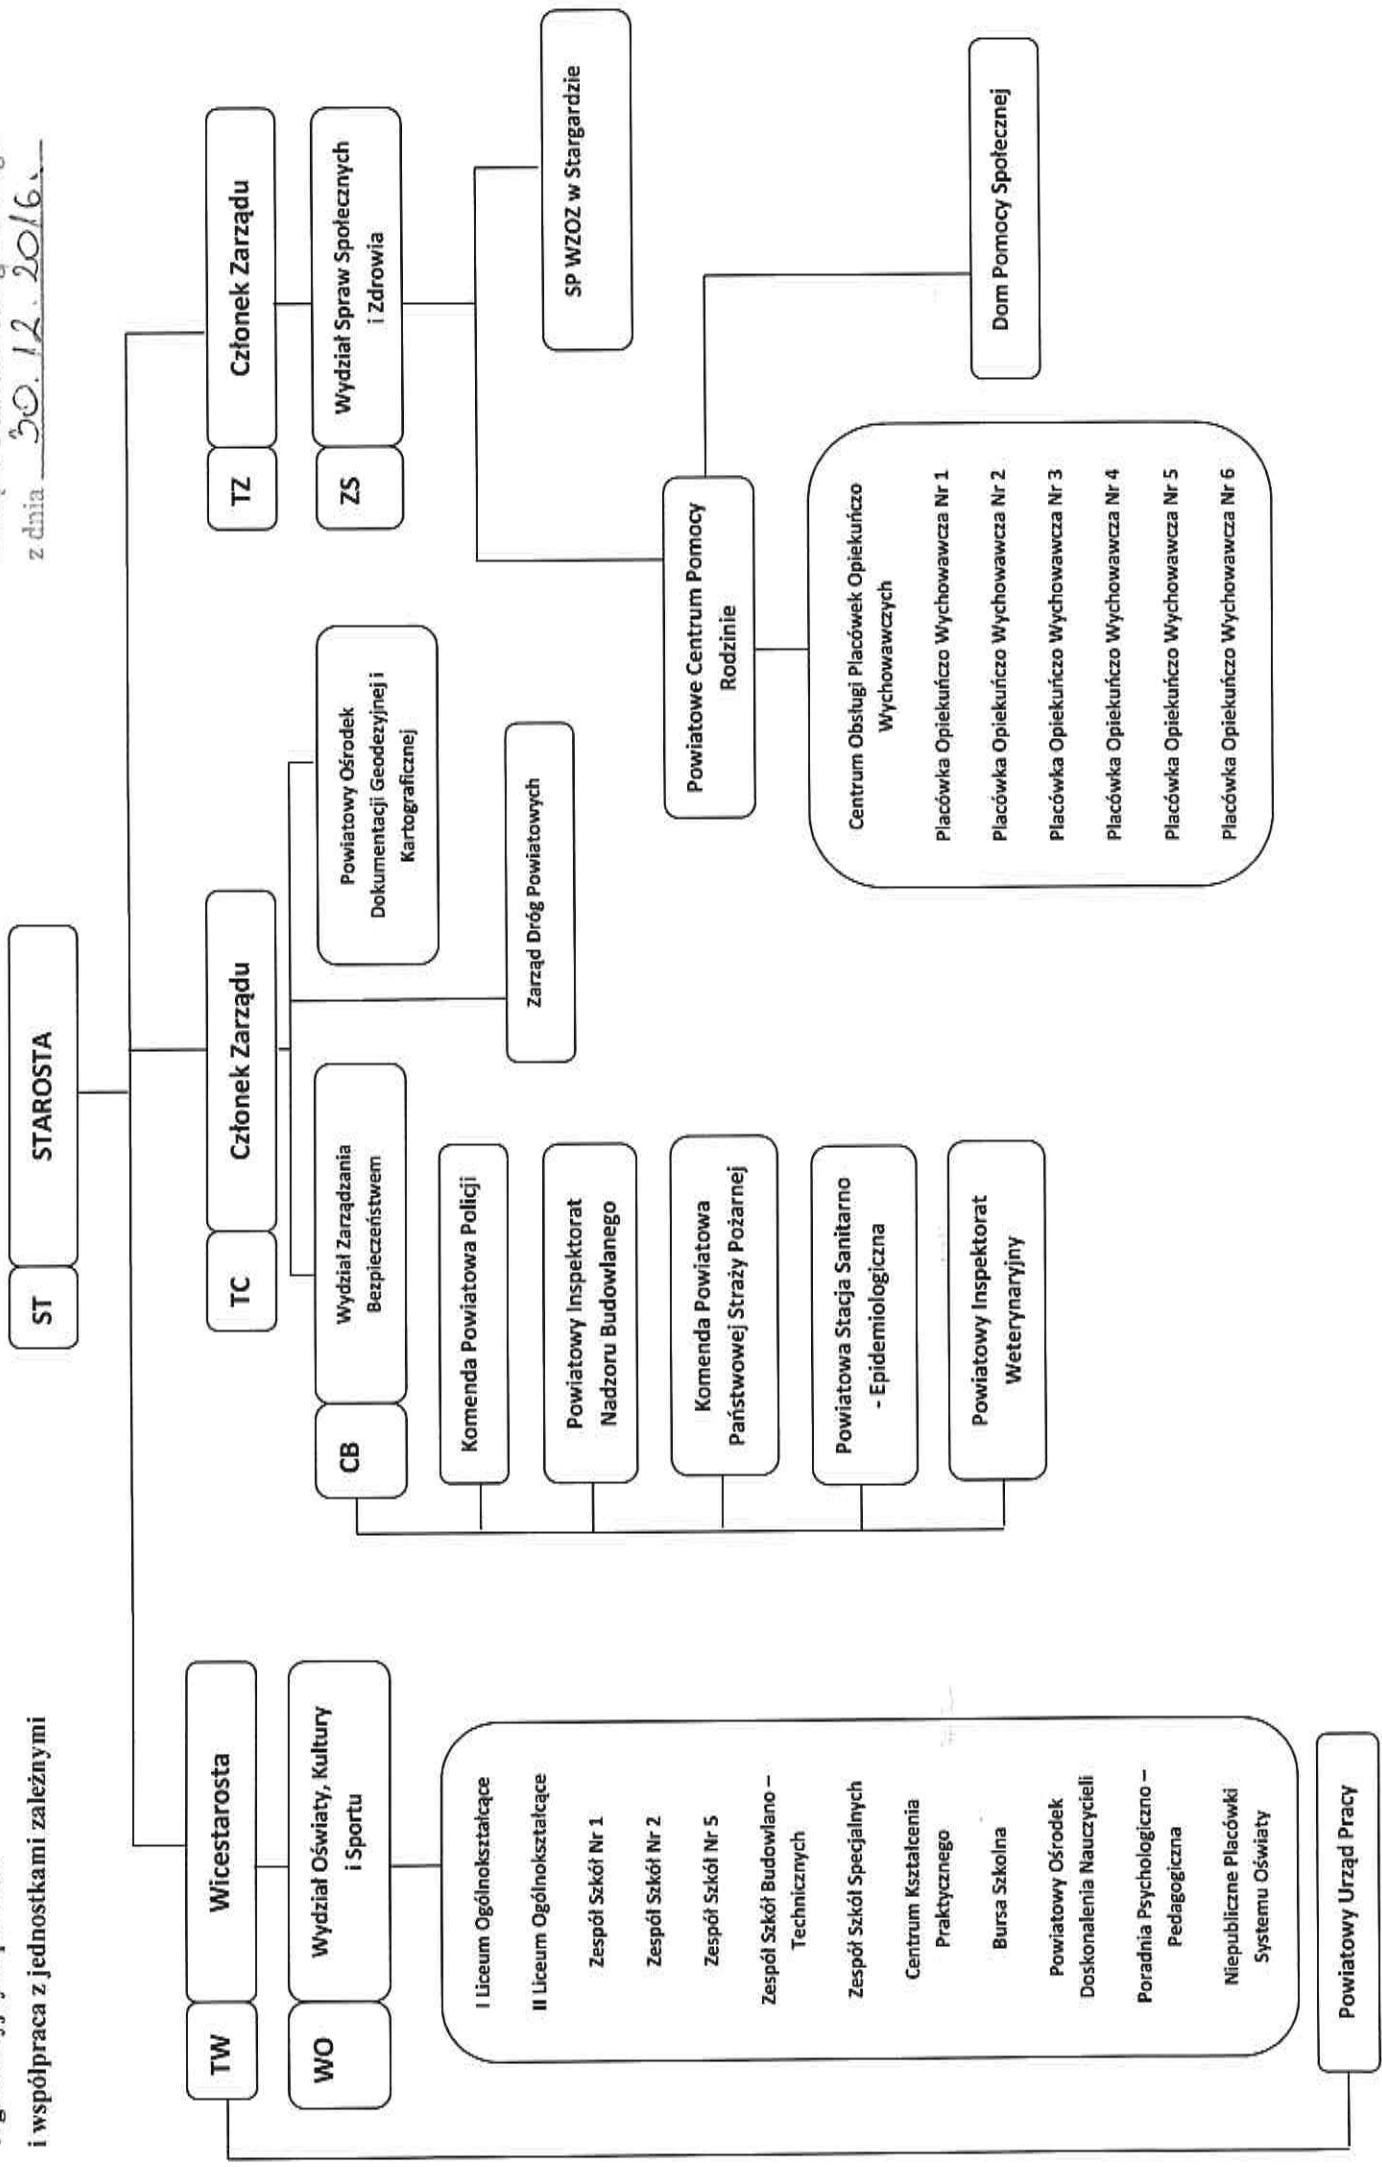 i współpraca z jednostkami zależnymi
z dnia 30.12.2016.
ST
STAROSTA
TW
Wicestarosta
WO
Wydział Oświaty, Kultury
i Sportu
I Liceum Ogólnokształcące
II Liceum Ogólnokształcące
Zespół Szkół Nr 1
Zespół Szkół Nr 2
Zespół Szkół Nr 5
Zespół Szkół Budowlano –
Technicznych
Zespół Szkół Specjalnych
Centrum Kształcenia
Praktycznego
Bursa Szkolna
Powiatowy Ośrodek
Doskonalenia Nauczycieli
Poradnia Psychologiczno –
Pedagogiczna
Niepubliczne Placówki
Systemu Oświaty
Powiatowy Urząd Pracy
TC
Członek Zarządu
CB
Wydział Zarządzania
Bezpieczeństwem
Komenda Powiatowa Policji
Powiatowy Inspektorat
Nadzoru Budowlanego
Komenda Powiatowa
Państwowej Straży Pożarnej
Powiatowa Stacja Sanitarno
- Epidemiologiczna
Powiatowy Inspektorat
Weterynaryjny
Powiatowy Ośrodek
Dokumentacji Geodezyjnej i
Kartograficznej
Zarząd Dróg Powiatowych
TZ
Członek Zarządu
ZS
Wydział Spraw Społecznych
i Zdrowia
SP WZOZ w Stargardzie
Powiatowe Centrum Pomocy
Rodzinie
Centrum Obsługi Placówek Opiekuńczo
Wychowawczych
Placówka Opiekuńczo Wychowawcza Nr 1
Placówka Opiekuńczo Wychowawcza Nr 2
Placówka Opiekuńczo Wychowawcza Nr 3
Placówka Opiekuńczo Wychowawcza Nr 4
Placówka Opiekuńczo Wychowawcza Nr 5
Placówka Opiekuńczo Wychowawcza Nr 6
Dom Pomocy Społecznej